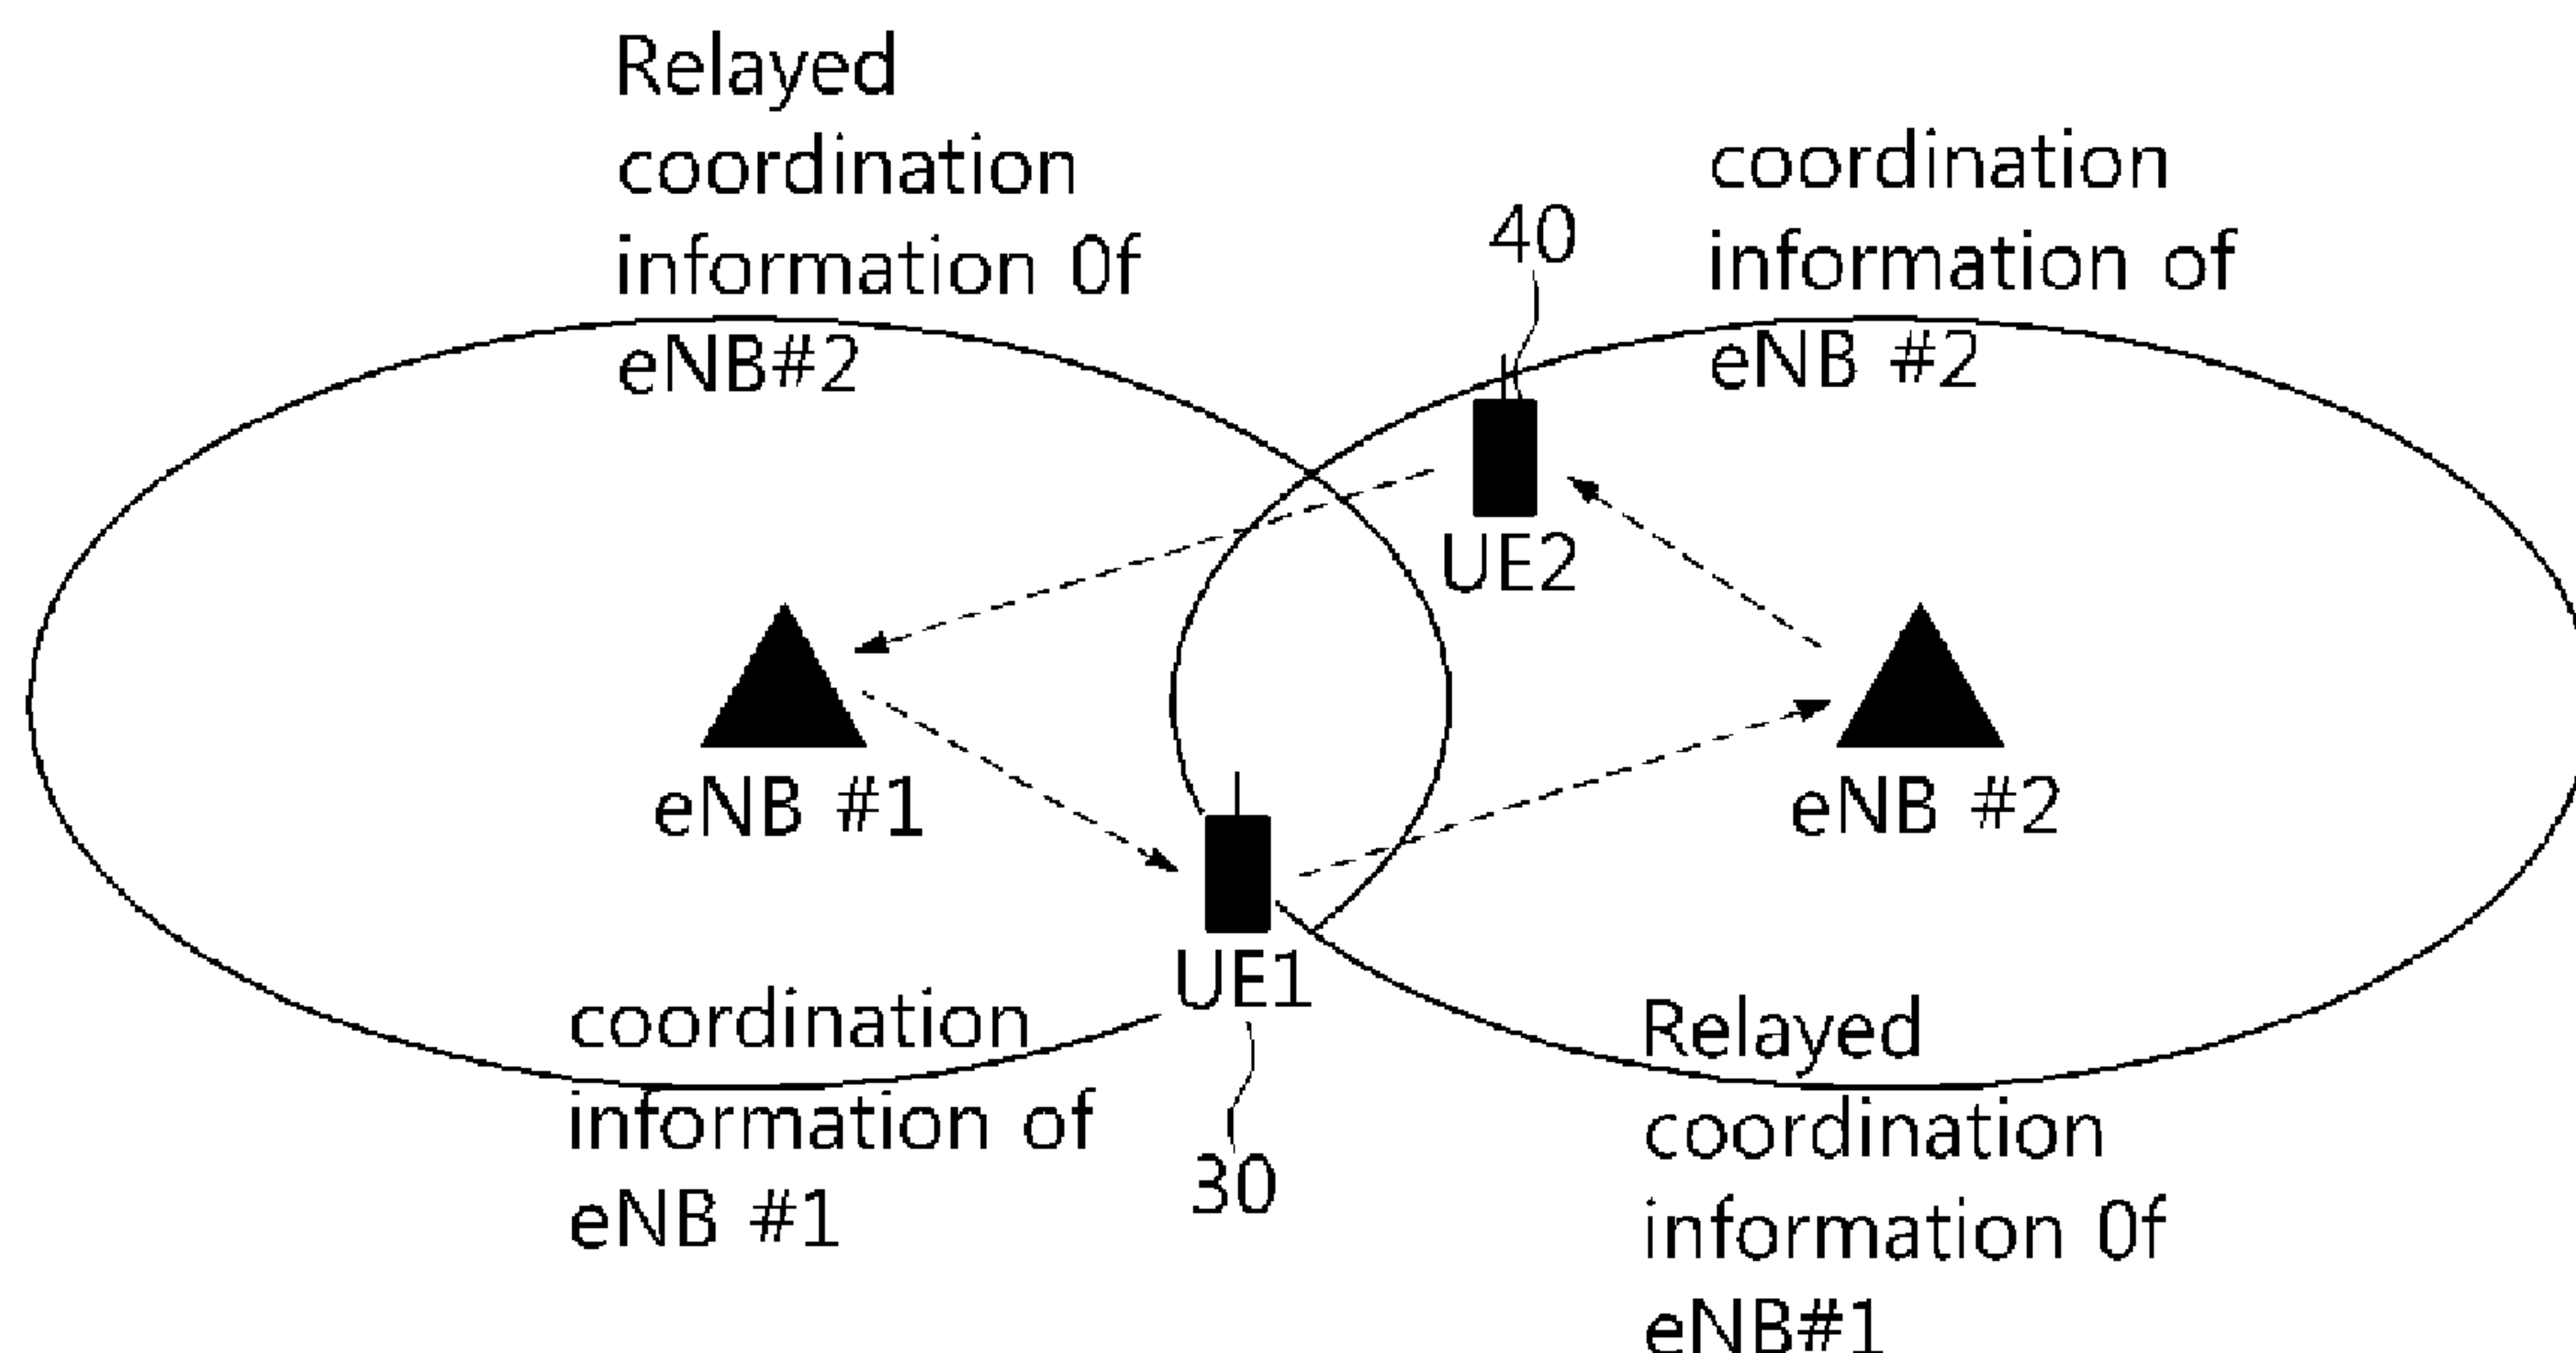 Relayed
coordination
information 0f
eNB#2
coordination
information of
eNB #2
40
UE2
eNB #1
eNB #2
UE1
30
coordination
information of
eNB #1
Relayed
coordination
information 0f
eNB#1